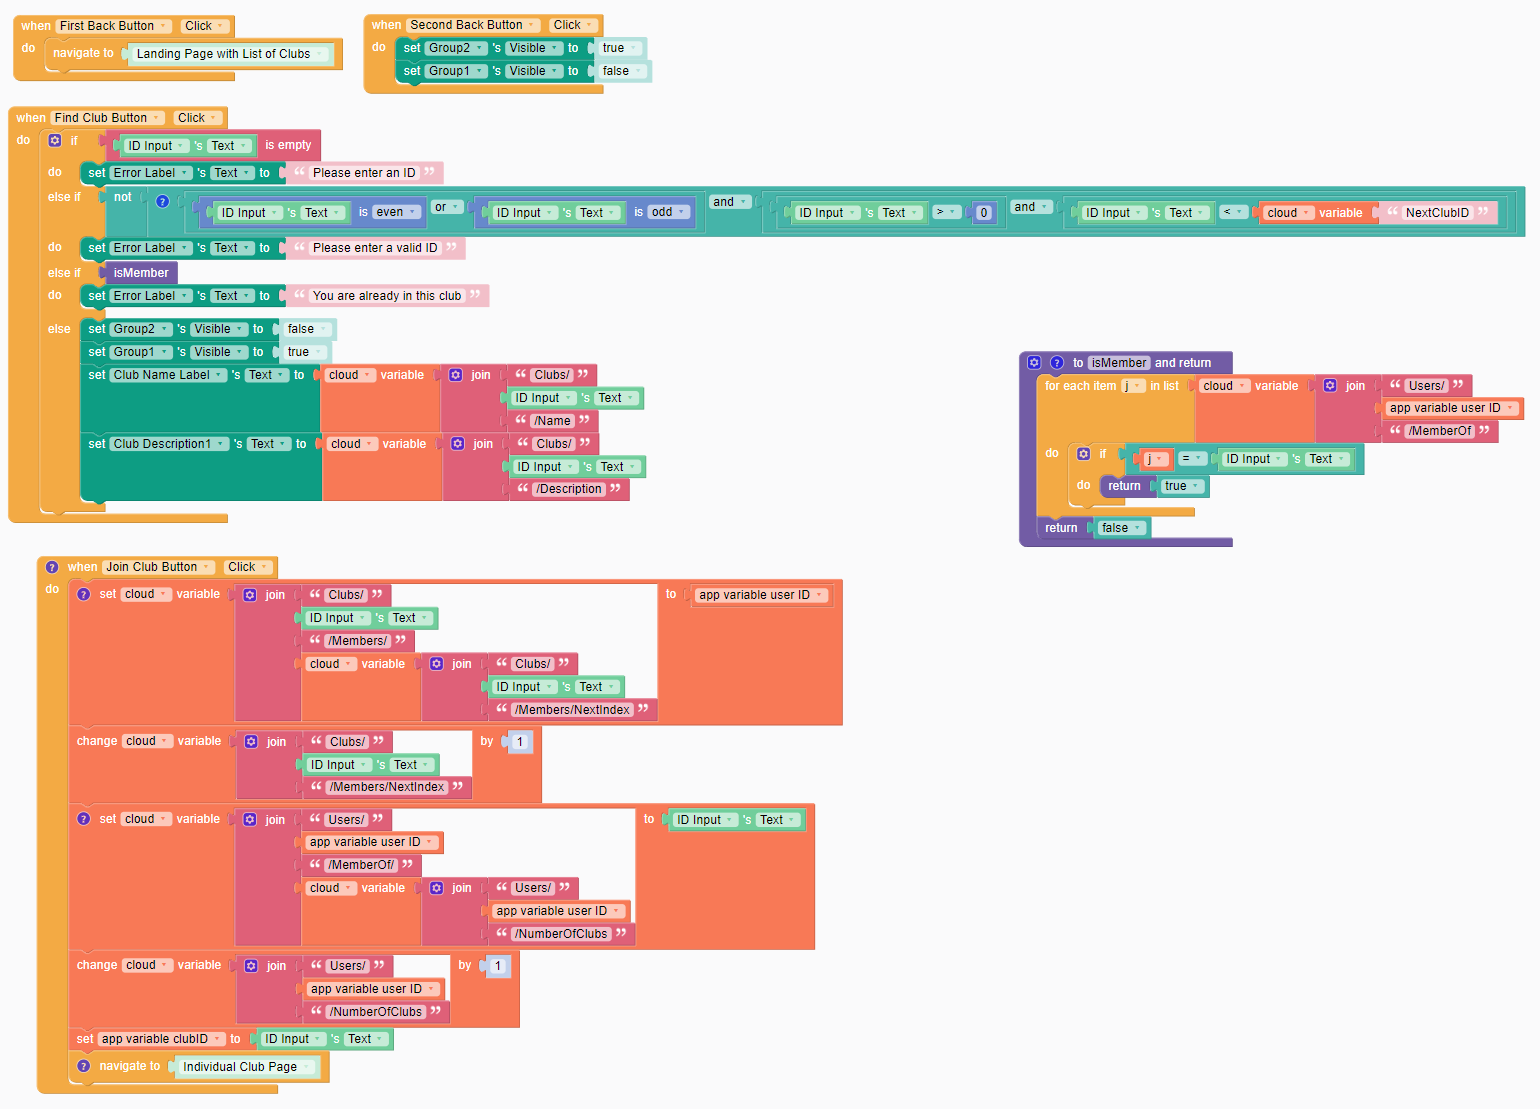 when First Back Button Click
do navigate to Landing Page with List of Clubs
when Second Back Button Click
do set Group2 's Visible to true
set Group1 's Visible to false
when Find Club Button Click
do if ID Input 's Text is empty
do set Error Label 's Text to “ Please enter an ID ”
else if not ? ID Input 's Text is even or ID Input 's Text is odd and ID Input 's Text > 0 and ID Input 's Text < cloud variable “ NextClubID ”
do set Error Label 's Text to “ Please enter a valid ID ”
else if isMember
do set Error Label 's Text to “ You are already in this club ”
else set Group2 's Visible to false
set Group1 's Visible to true
set Club Name Label 's Text to cloud variable join “ Clubs/ ”
ID Input 's Text
“ /Name ”
set Club Description1 's Text to cloud variable join “ Clubs/ ”
ID Input 's Text
“ /Description ”
? to isMember and return
for each item j in list cloud variable join “ Users/ ”
app variable user ID
“ /MemberOf ”
do if j = ID Input 's Text
do return true
return false
? when Join Club Button Click
do ? set cloud variable join “ Clubs/ ” to app variable user ID
ID Input 's Text
“ /Members/ ”
cloud variable join “ Clubs/ ”
ID Input 's Text
“ /Members/NextIndex ”
change cloud variable join “ Clubs/ ” by 1
ID Input 's Text
“ /Members/NextIndex ”
? set cloud variable join “ Users/ ” to ID Input 's Text
app variable user ID
“ /MemberOf/ ”
cloud variable join “ Users/ ”
app variable user ID
“ /NumberOfClubs ”
change cloud variable join “ Users/ ” by 1
app variable user ID
“ /NumberOfClubs ”
set app variable clubID to ID Input 's Text
? navigate to Individual Club Page